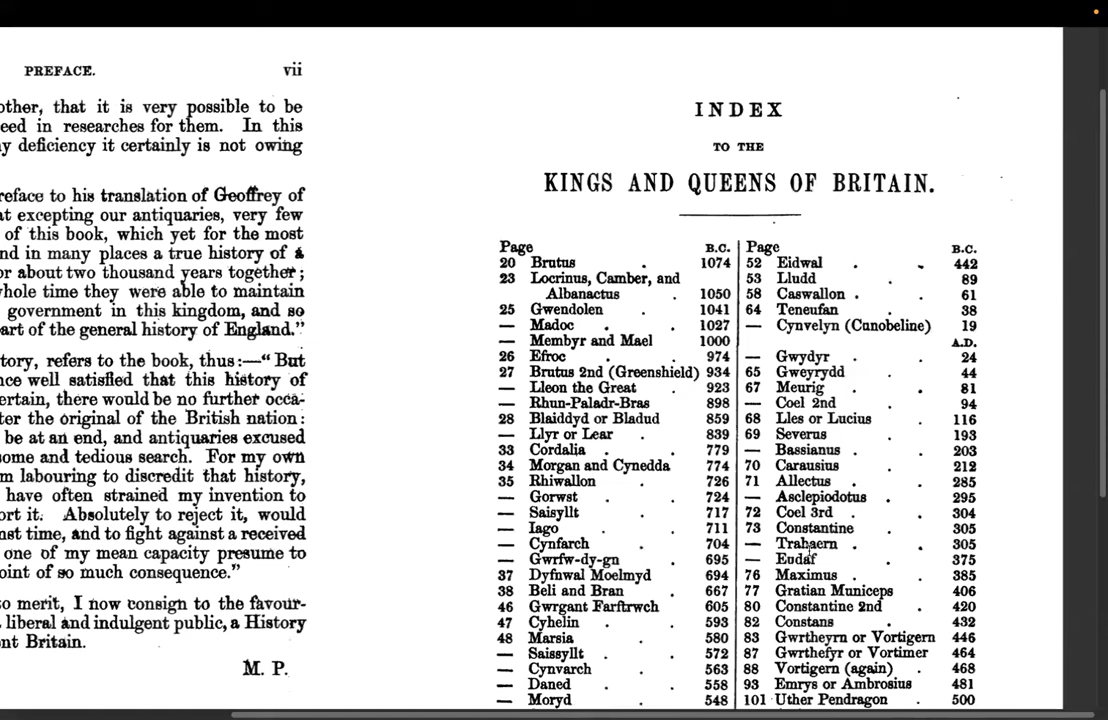 PREFACE. vii
other, that it is very possible to be
eed in researches for them. In this
y deficiency it certainly is not owing
reface to his translation of Geoffrey of
at excepting our antiquaries, very few
of this book, which yet for the most
nd in many places a true history of a
or about two thousand years together;
whole time they were able to maintain
government in this kingdom, and so
art of the general history of England."
tory, refers to the book, thus:—"But
nce well satisfied that this history of
ertain, there would be no further occa-
ter the original of the British nation:
be at an end, and antiquaries excused
some and tedious search. For my own
m labouring to discredit that history,
have often strained my invention to
ort it. Absolutely to reject it, would
nst time, and to fight against a received
one of my mean capacity presume to
oint of so much consequence."
o merit, I now consign to the favour-
liberal and indulgent public, a History
nt Britain.
M. P.
INDEX
TO THE
KINGS AND QUEENS OF BRITAIN.
Page B.C.
20 Brutus . 1074
23 Locrinus, Camber, and
Albanactus . 1050
25 Gwendolen . 1041
— Madoc . . 1027
— Membyr and Mael 1000
26 Efroc . . 974
27 Brutus 2nd (Greenshield) 934
— Lleon the Great . 923
— Rhun-Paladr-Bras . 898
28 Blaiddyd or Bladud 859
— Llyr or Lear . 839
33 Cordalia . . 779
34 Morgan and Cynedda 774
35 Rhiwallon . 726
— Gorwst . . 724
— Saisyllt . . 717
— Iago . . 711
— Cynfarch . . 704
— Gwrfw-dy-gn . 695
37 Dyfnwal Moelmyd 694
38 Beli and Bran . 667
46 Gwrgant Farftrwch 605
47 Cyhelin . . 593
48 Marsia . . 580
— Saissyllt . . 572
— Cynvarch . 563
— Daned . . 558
— Moryd . 548
Page B.C.
52 Eidwal . . 442
53 Lludd . 89
58 Caswallon . . 61
64 Teneufan . 38
— Cynvelyn (Cunobeline) 19
A.D.
— Gwydyr . . 24
65 Gweyrydd . 44
67 Meurig . . 81
— Coel 2nd . 94
68 Lles or Lucius . 116
69 Severus . 193
— Bassianus . . 203
70 Carausius . 212
71 Allectus . . 285
— Asclepiodotus . 295
72 Coel 3rd . . 304
73 Constantine . 305
— Trahaern . . 305
— Eudaf . 375
76 Maximus . . 385
77 Gratian Municeps 406
80 Constantine 2nd . 420
82 Constans . 432
83 Gwrtheyrn or Vortigern 446
87 Gwrthefyr or Vortimer 464
88 Vortigern (again) . 468
93 Emrys or Ambrosius 481
101 Uther Pendragon . 500